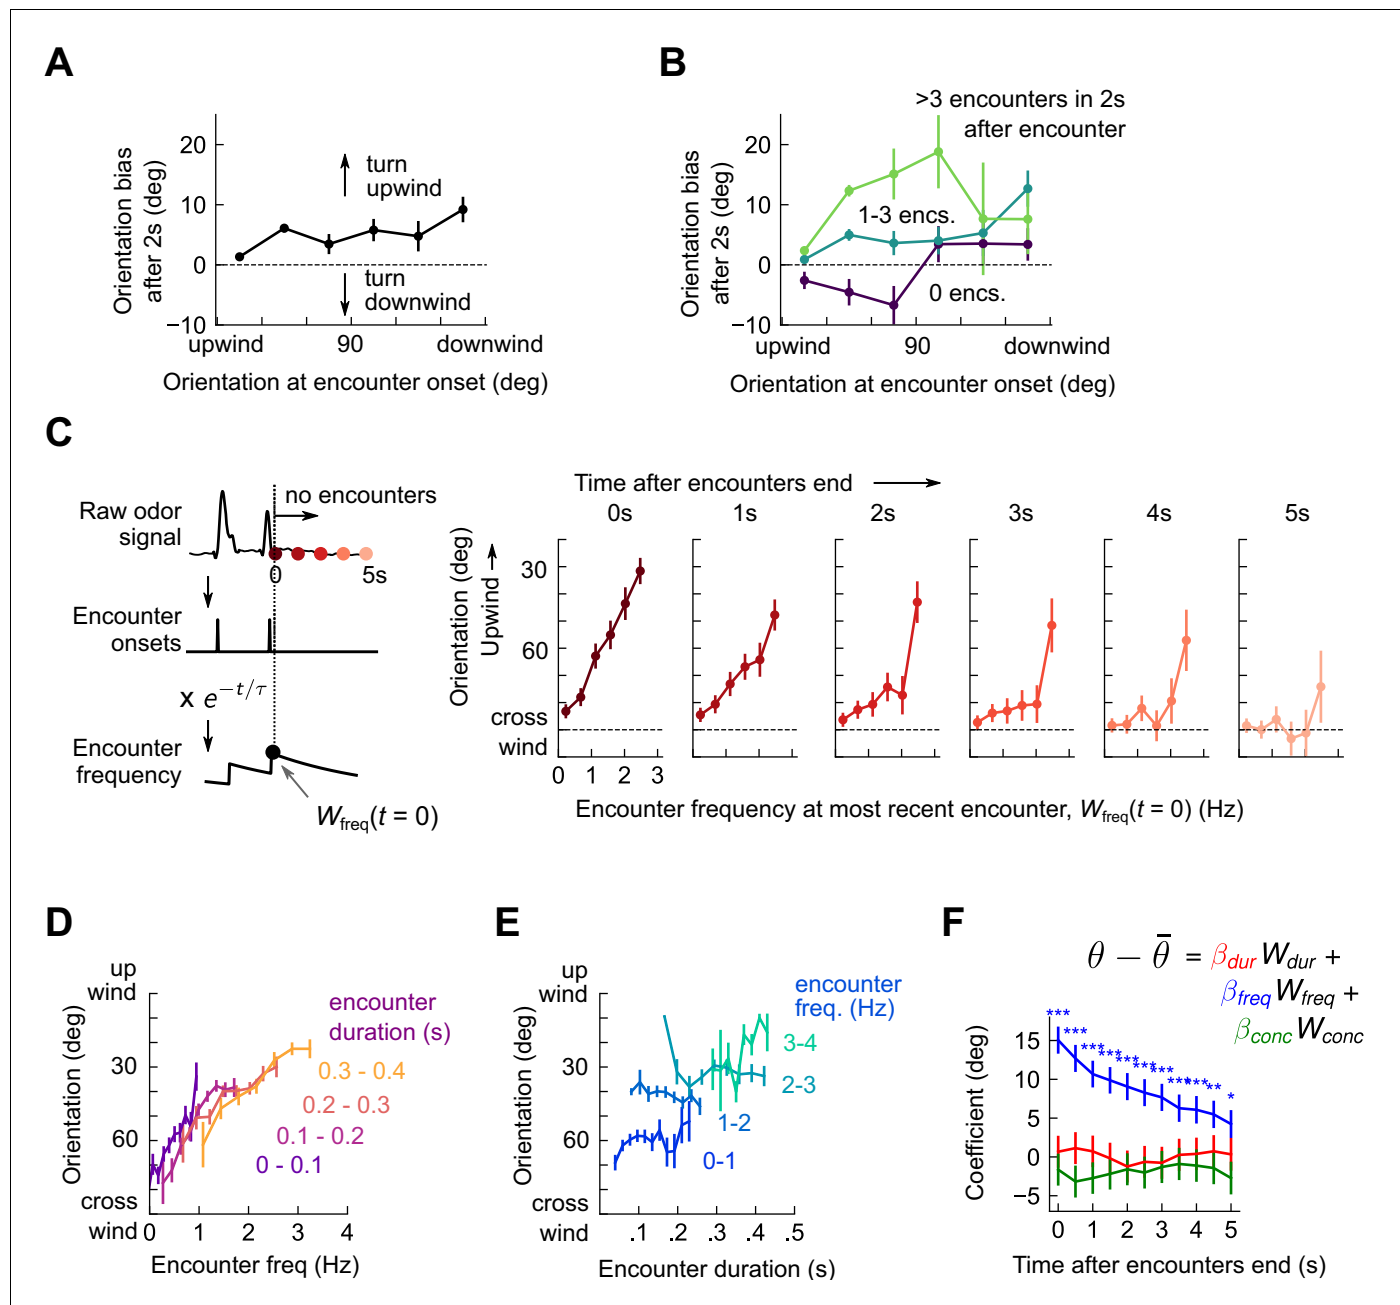 A
Orientation bias
after 2s (deg)
20
10
0
−10
turn
upwind
turn
downwind
upwind
90
downwind
Orientation at encounter onset (deg)
B
>3 encounters in 2s
after encounter
Orientation bias
after 2s (deg)
20
10
0
−10
1-3 encs.
0 encs.
upwind
90
downwind
Orientation at encounter onset (deg)
C
Raw odor
signal
no encounters
0
5s
Encounter
onsets
x e^{−t/τ}
Encounter
frequency
W_freq(t = 0)
Time after encounters end
0s 1s 2s 3s 4s 5s
Orientation (deg)
Upwind
30
60
cross
wind
0 1 2 3
Encounter frequency at most recent encounter, W_freq(t = 0) (Hz)
D
Orientation (deg)
up
wind
30
60
cross
wind
encounter
duration (s)
0.3 - 0.4
0.2 - 0.3
0.1 - 0.2
0 - 0.1
0 1 2 3 4
Encounter freq (Hz)
E
Orientation (deg)
up
wind
30
60
cross
wind
encounter
freq. (Hz)
3-4
2-3
1-2
0-1
.1 .2 .3 .4 .5
Encounter duration (s)
F
θ − θ̄ = β_dur W_dur +
β_freq W_freq +
β_conc W_conc
Coefficient (deg)
15
10
5
0
−5
*** *** *** *** *** *** *** *** *** ** *
0 1 2 3 4 5
Time after encounters end (s)